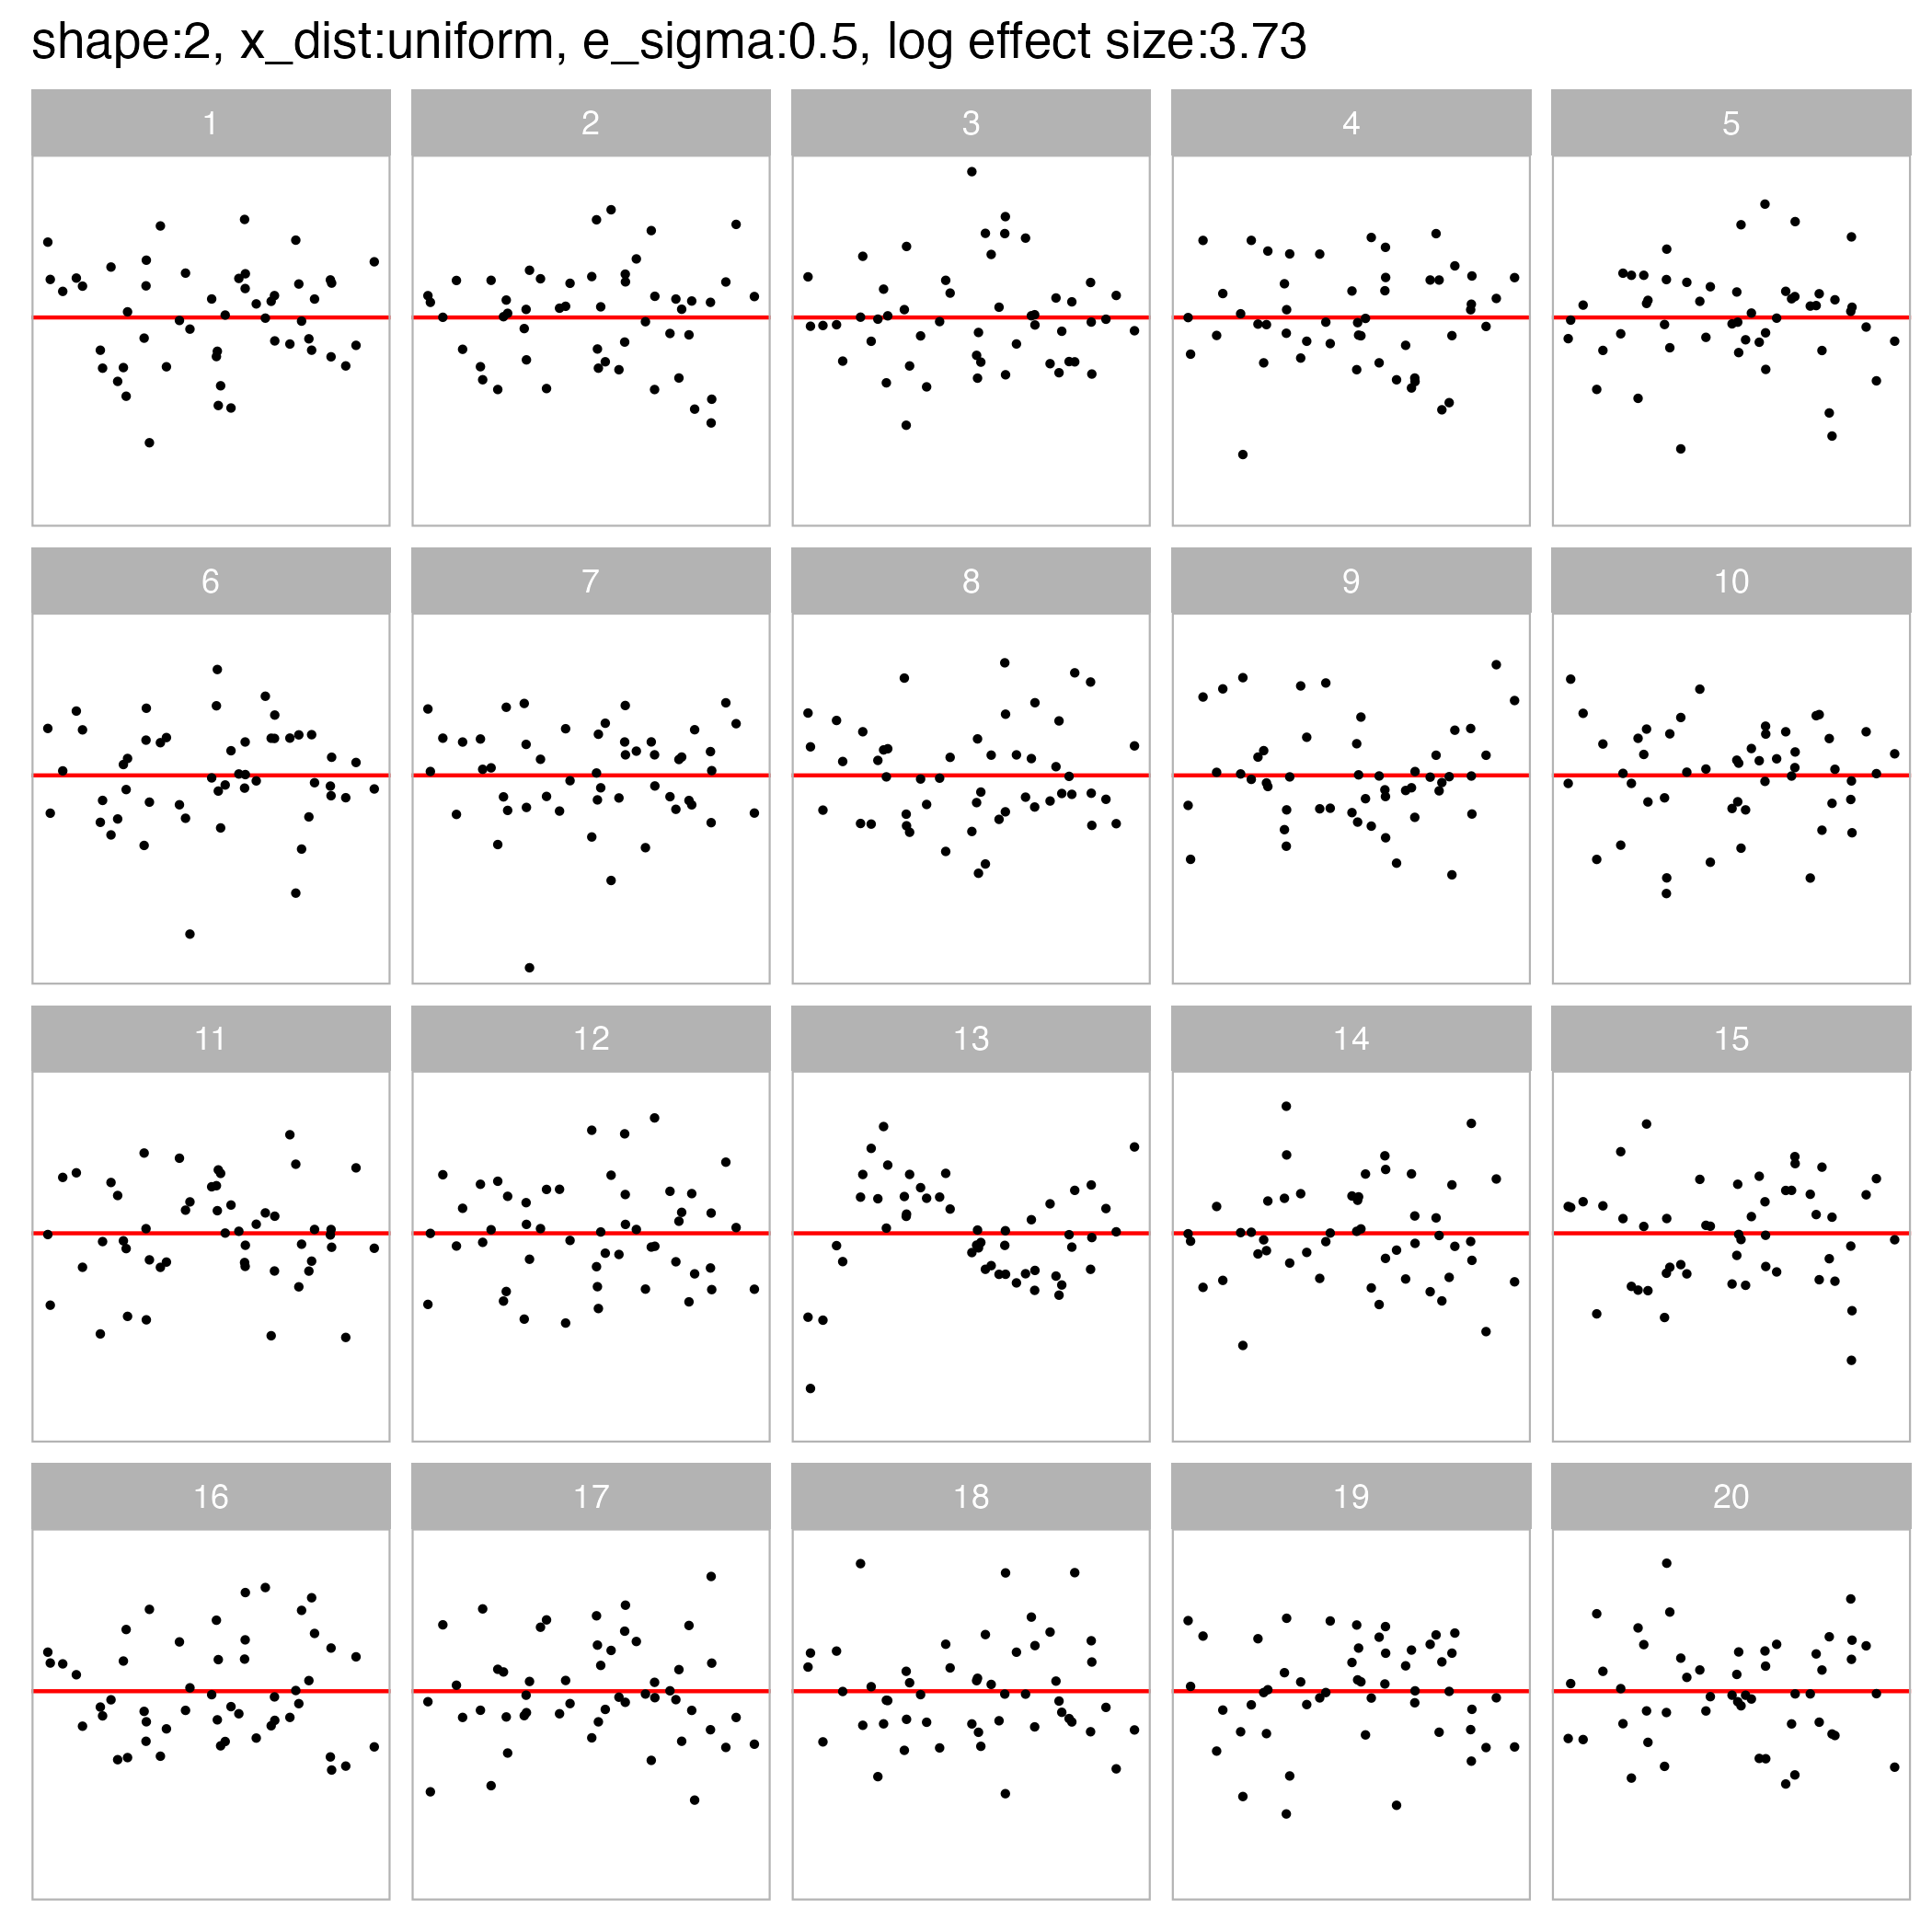 shape:2, x_dist:uniform, e_sigma:0.5, log effect size:3.73
1 2 3 4 5
6 7 8 9 10
11 12 13 14 15
16 17 18 19 20